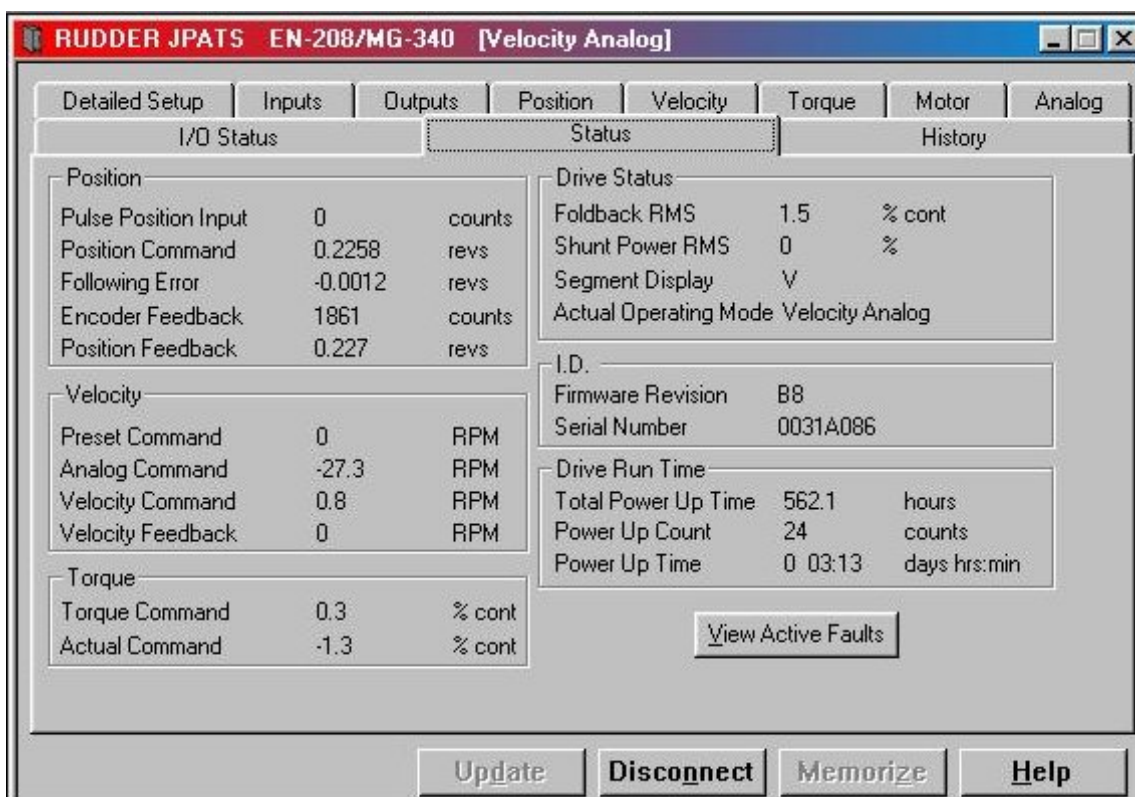 RUDDER JPATS EN-208/MG-340 [Velocity Analog]
Detailed Setup Inputs Outputs Position Velocity Torque Motor Analog
I/O Status Status History
Position
Pulse Position Input 0 counts
Position Command 0.2258 revs
Following Error -0.0012 revs
Encoder Feedback 1861 counts
Position Feedback 0.227 revs
Velocity
Preset Command 0 RPM
Analog Command -27.3 RPM
Velocity Command 0.8 RPM
Velocity Feedback 0 RPM
Torque
Torque Command 0.3 % cont
Actual Command -1.3 % cont
Drive Status
Foldback RMS 1.5 % cont
Shunt Power RMS 0 %
Segment Display V
Actual Operating Mode Velocity Analog
I.D.
Firmware Revision B8
Serial Number 0031A086
Drive Run Time
Total Power Up Time 562.1 hours
Power Up Count 24 counts
Power Up Time 0 03:13 days hrs:min
View Active Faults
Update Disconnect Memorize Help